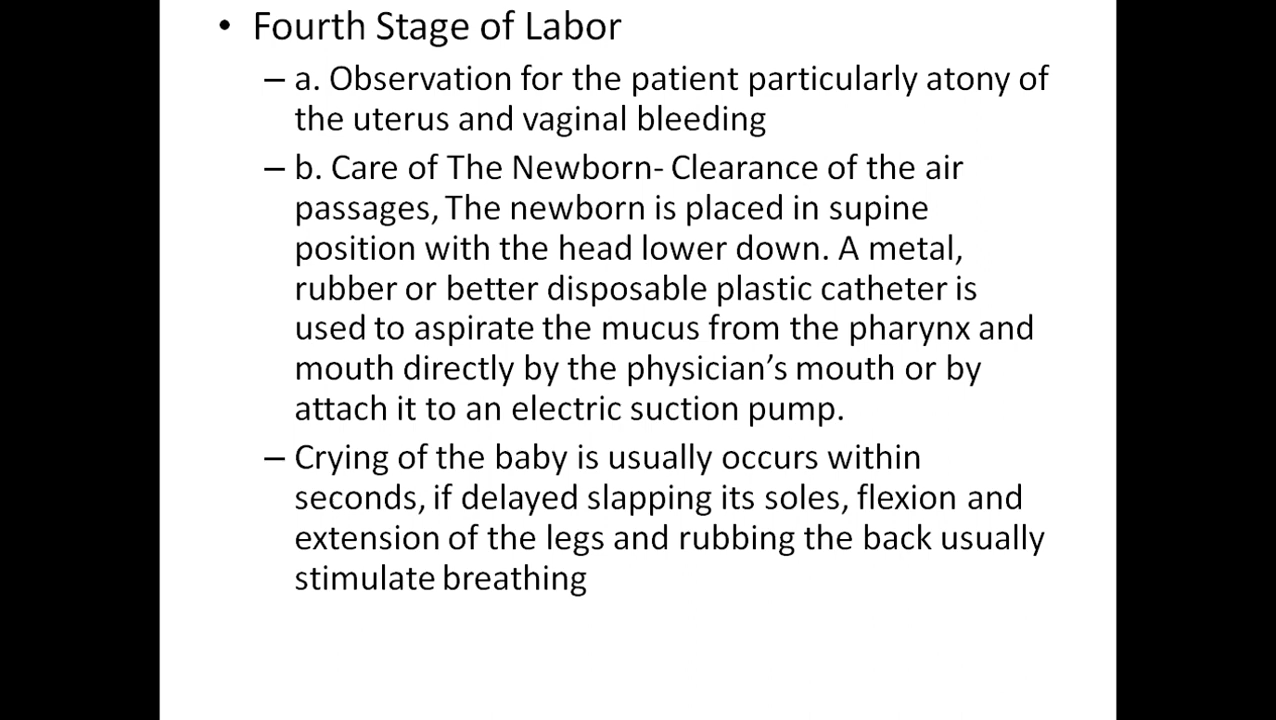 • Fourth Stage of Labor
– a. Observation for the patient particularly atony of
the uterus and vaginal bleeding
– b. Care of The Newborn- Clearance of the air
passages, The newborn is placed in supine
position with the head lower down. A metal,
rubber or better disposable plastic catheter is
used to aspirate the mucus from the pharynx and
mouth directly by the physician’s mouth or by
attach it to an electric suction pump.
– Crying of the baby is usually occurs within
seconds, if delayed slapping its soles, flexion and
extension of the legs and rubbing the back usually
stimulate breathing